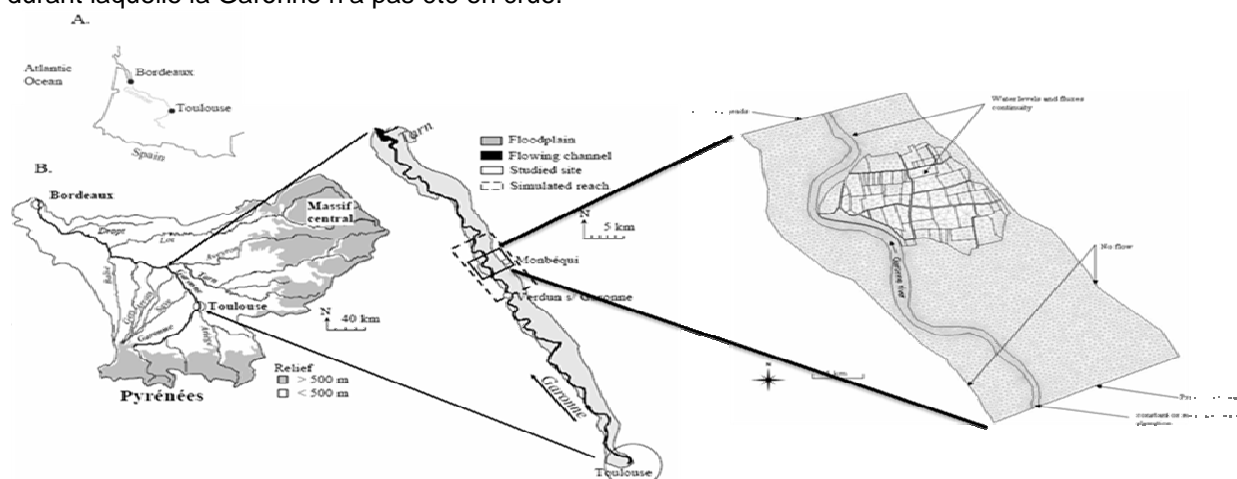 durant laquelle la Garonne n'a pas été en crue.
A.
Atlantic
Ocean
Bordeaux
Toulouse
Spain
B.
Bordeaux
Dropt
Lot
Massif
central
Aveyron
Tarn
Toulouse
Garonne
N
40 km
Relief
> 500 m
< 500 m
Pyrénées
Tarn
Floodplain
Flowing channel
Studied site
Simulated reach
N
5 km
Monbéqui
Verdun s/ Garonne
Garonne
Toulouse
Water levels and fluxes
continuity
No flow
Garonne river
km